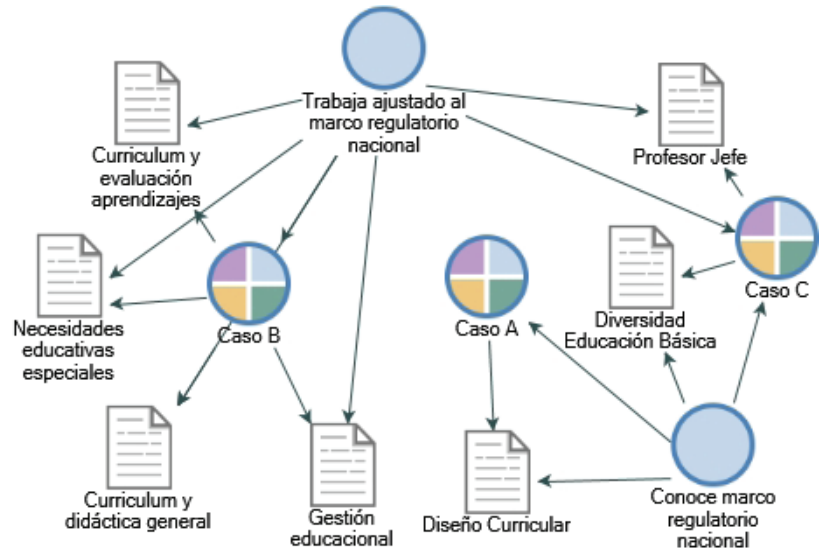 Trabaja ajustado al
marco regulatorio
nacional
Curriculum y
evaluación
aprendizajes
Profesor Jefe
Necesidades
educativas
especiales
Caso B
Caso A
Caso C
Diversidad
Educación Básica
Curriculum y
didáctica general
Gestión
educacional
Diseño Curricular
Conoce marco
regulatorio
nacional